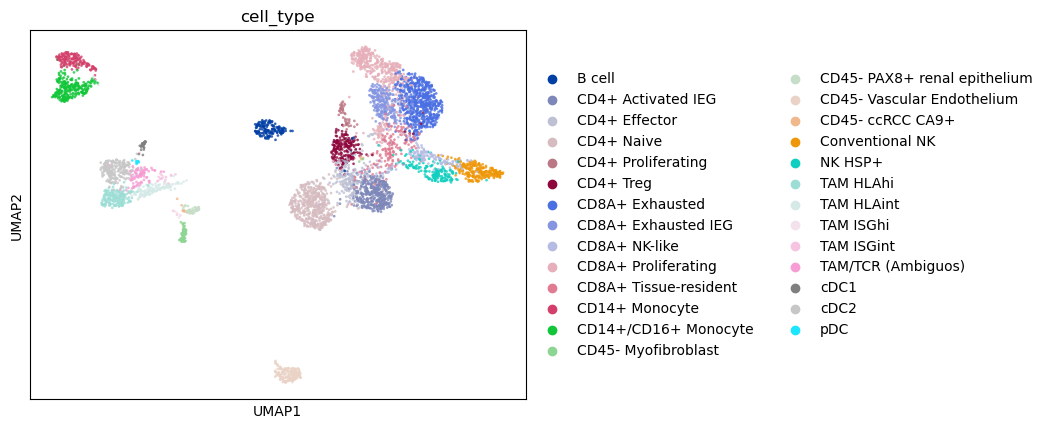 cell_type
UMAP2
UMAP1
B cell
CD4+ Activated IEG
CD4+ Effector
CD4+ Naive
CD4+ Proliferating
CD4+ Treg
CD8A+ Exhausted
CD8A+ Exhausted IEG
CD8A+ NK-like
CD8A+ Proliferating
CD8A+ Tissue-resident
CD14+ Monocyte
CD14+/CD16+ Monocyte
CD45- Myofibroblast
CD45- PAX8+ renal epithelium
CD45- Vascular Endothelium
CD45- ccRCC CA9+
Conventional NK
NK HSP+
TAM HLAhi
TAM HLAint
TAM ISGhi
TAM ISGint
TAM/TCR (Ambiguos)
cDC1
cDC2
pDC